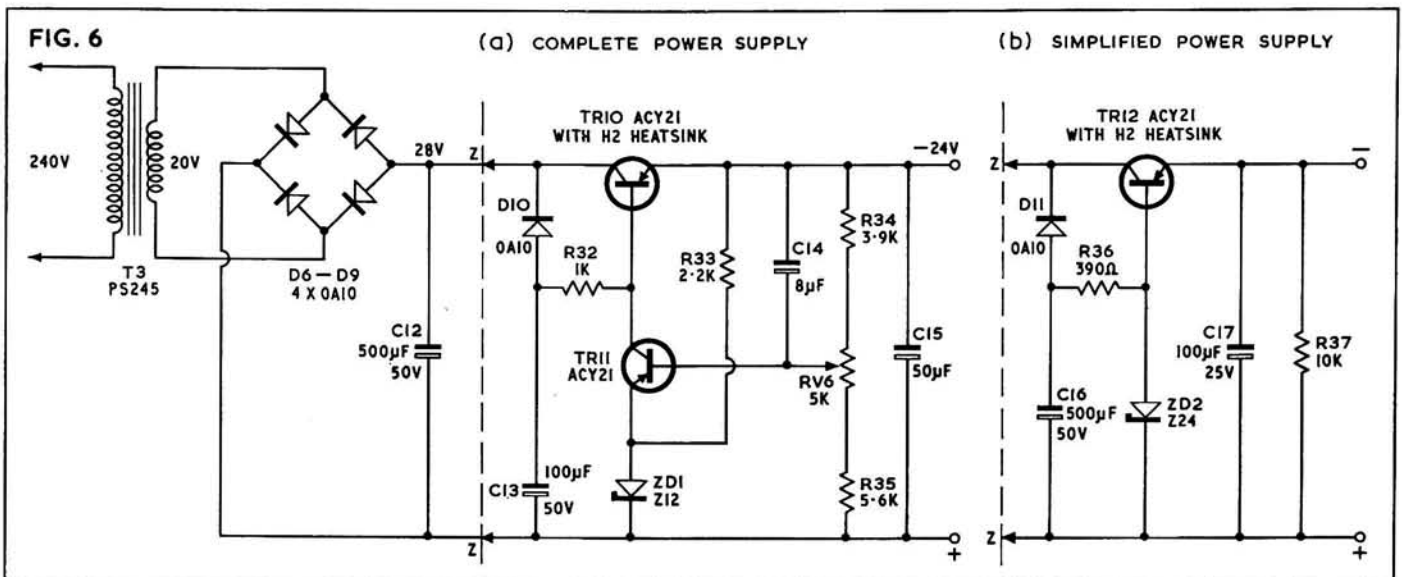 FIG. 6
(a) COMPLETE POWER SUPPLY
(b) SIMPLIFIED POWER SUPPLY
240V
20V
T3
PS245
D6—D9
4 X OA10
28V
C12
500µF
50V
Z
Z
TR10 ACY21
WITH H2 HEATSINK
D10
OA10
R32
1K
TR11
ACY21
C13
100µF
50V
ZD1
Z12
R33
2·2K
C14
8µF
R34
3·9K
RV6
5K
R35
5·6K
C15
50µF
—24V
+
TR12 ACY21
WITH H2 HEATSINK
Z
Z
D11
OA10
R36
390Ω
C16
500µF
50V
ZD2
Z24
C17
100µF
25V
R37
10K
—
+